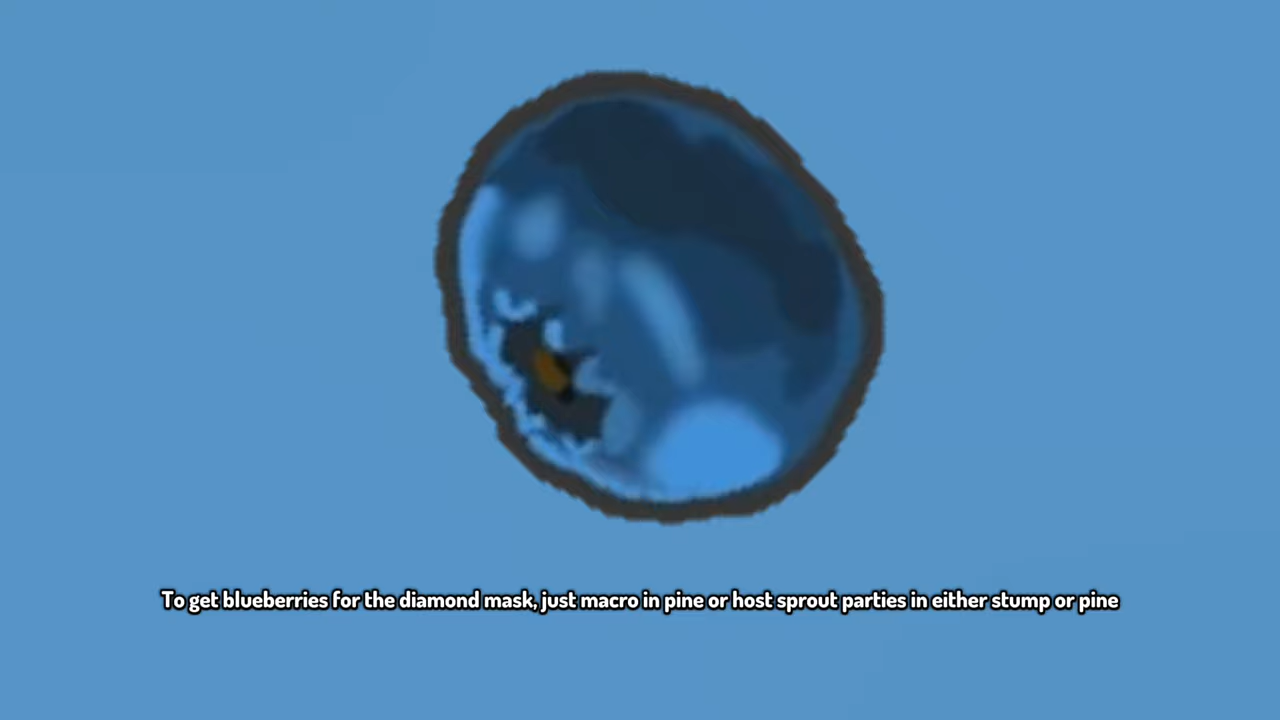 To get blueberries for the diamond mask, just macro in pine or host sprout parties in either stump or pine